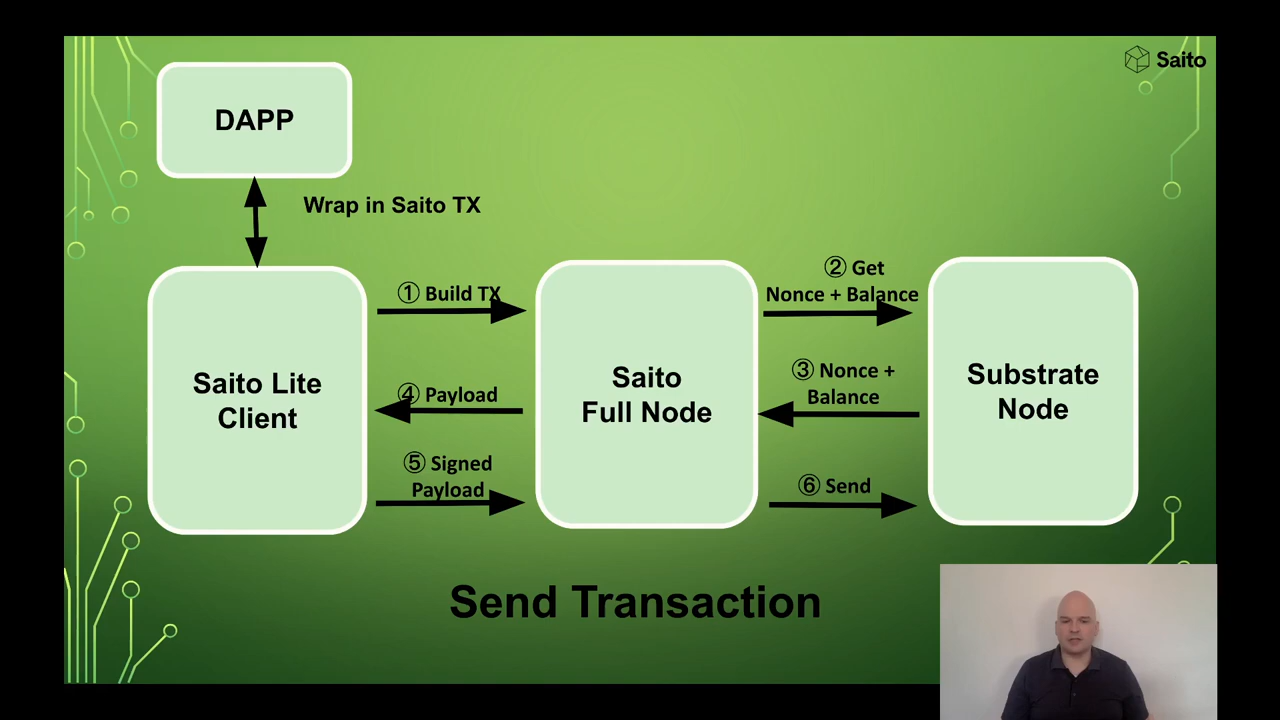 Saito
DAPP
Wrap in Saito TX
① Build TX
② Get
Nonce + Balance
Saito Lite
Client
Saito
Full Node
Substrate
Node
③ Nonce +
Balance
④ Payload
⑤ Signed
Payload
⑥ Send
Send Transaction